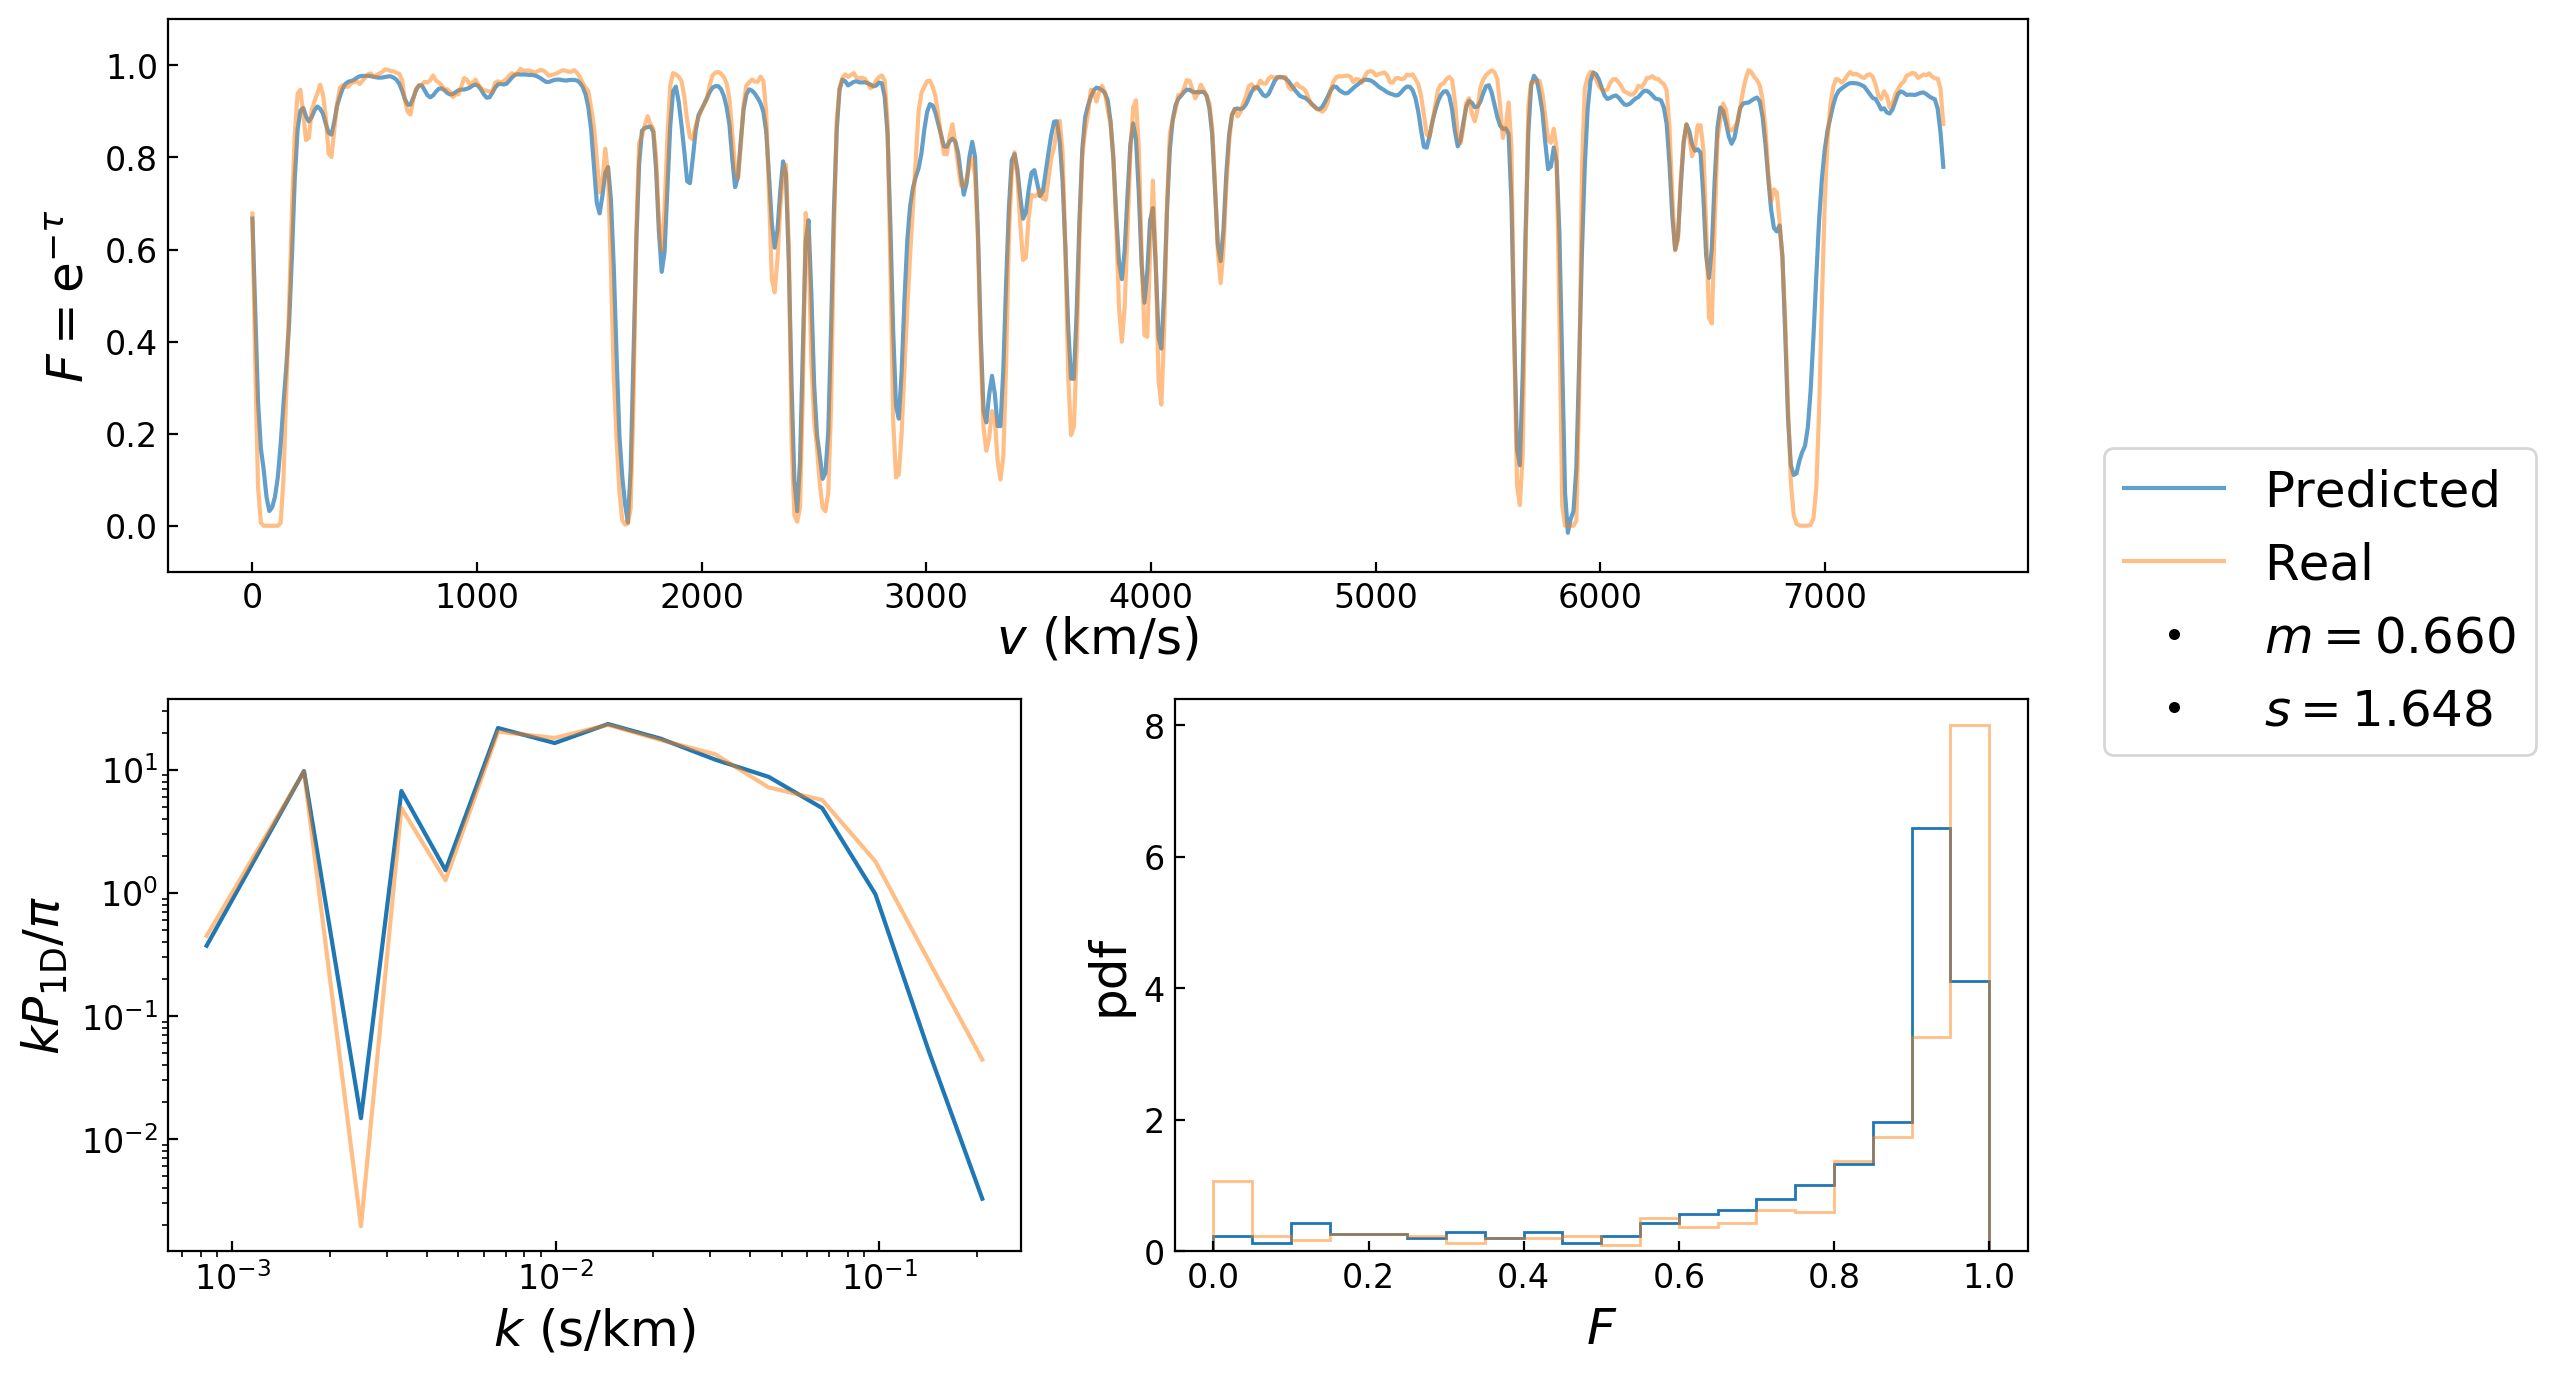 1.0
0.8
0.6
0.4
0.2
0.0
F = e^{−τ}
0 1000 2000 3000 4000 5000 6000 7000
v (km/s)
Predicted
Real
m = 0.660
s = 1.648
10^1
10^0
10^{−1}
10^{−2}
kP_{1D}/π
10^{−3} 10^{−2} 10^{−1}
k (s/km)
8
6
4
2
0
pdf
0.0 0.2 0.4 0.6 0.8 1.0
F